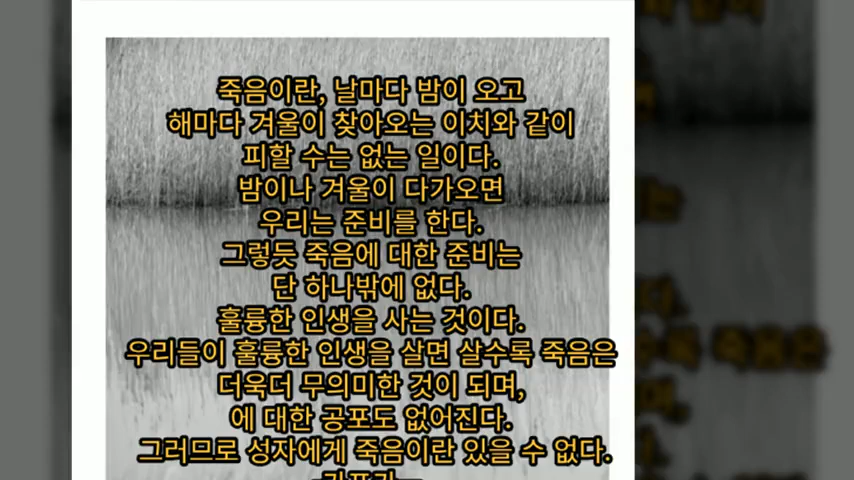 죽음이란, 날마다 밤이 오고
해마다 겨울이 찾아오는 이치와 같이
피할 수는 없는 일이다.
밤이나 겨울이 다가오면
우리는 준비를 한다.
그렇듯 죽음에 대한 준비는
단 하나밖에 없다.
훌륭한 인생을 사는 것이다.
우리들이 훌륭한 인생을 살면 살수록 죽음은
더욱더 무의미한 것이 되며,
에 대한 공포도 없어진다.
그러므로 성자에게 죽음이란 있을 수 없다.